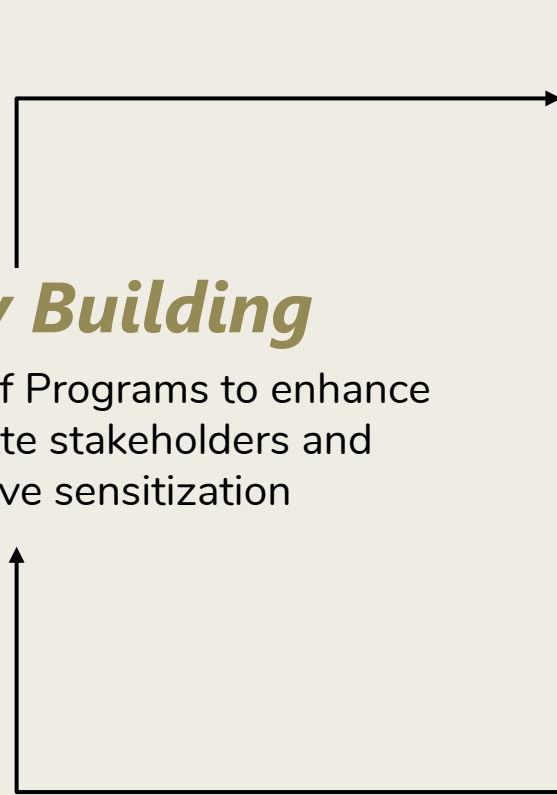 y Building
f Programs to enhance
te stakeholders and
ve sensitization